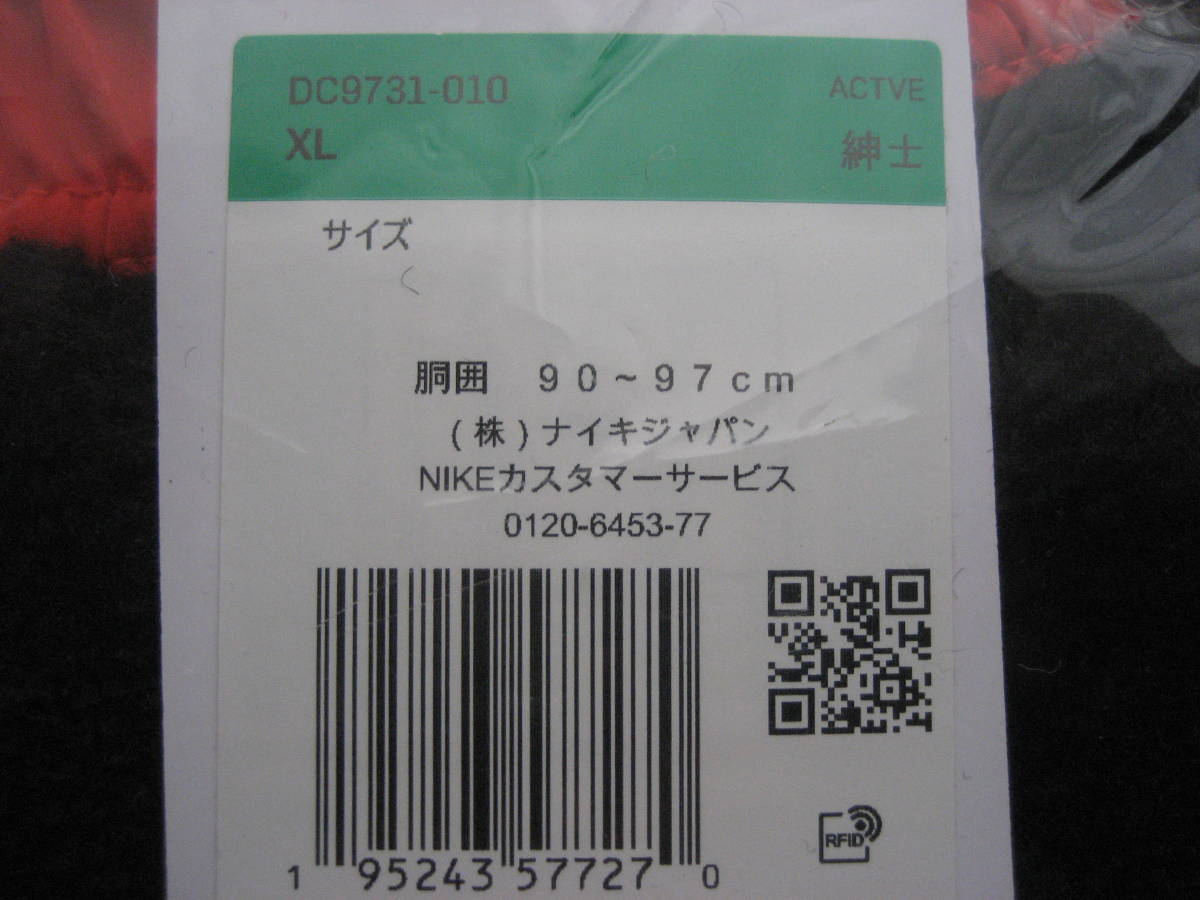 DC9731-010 ACTVE
XL 紳士
サイズ
胴囲 90~97cm
(株)ナイキジャパン
NIKEカスタマーサービス
0120-6453-77
1 95243 57727 0
RFID